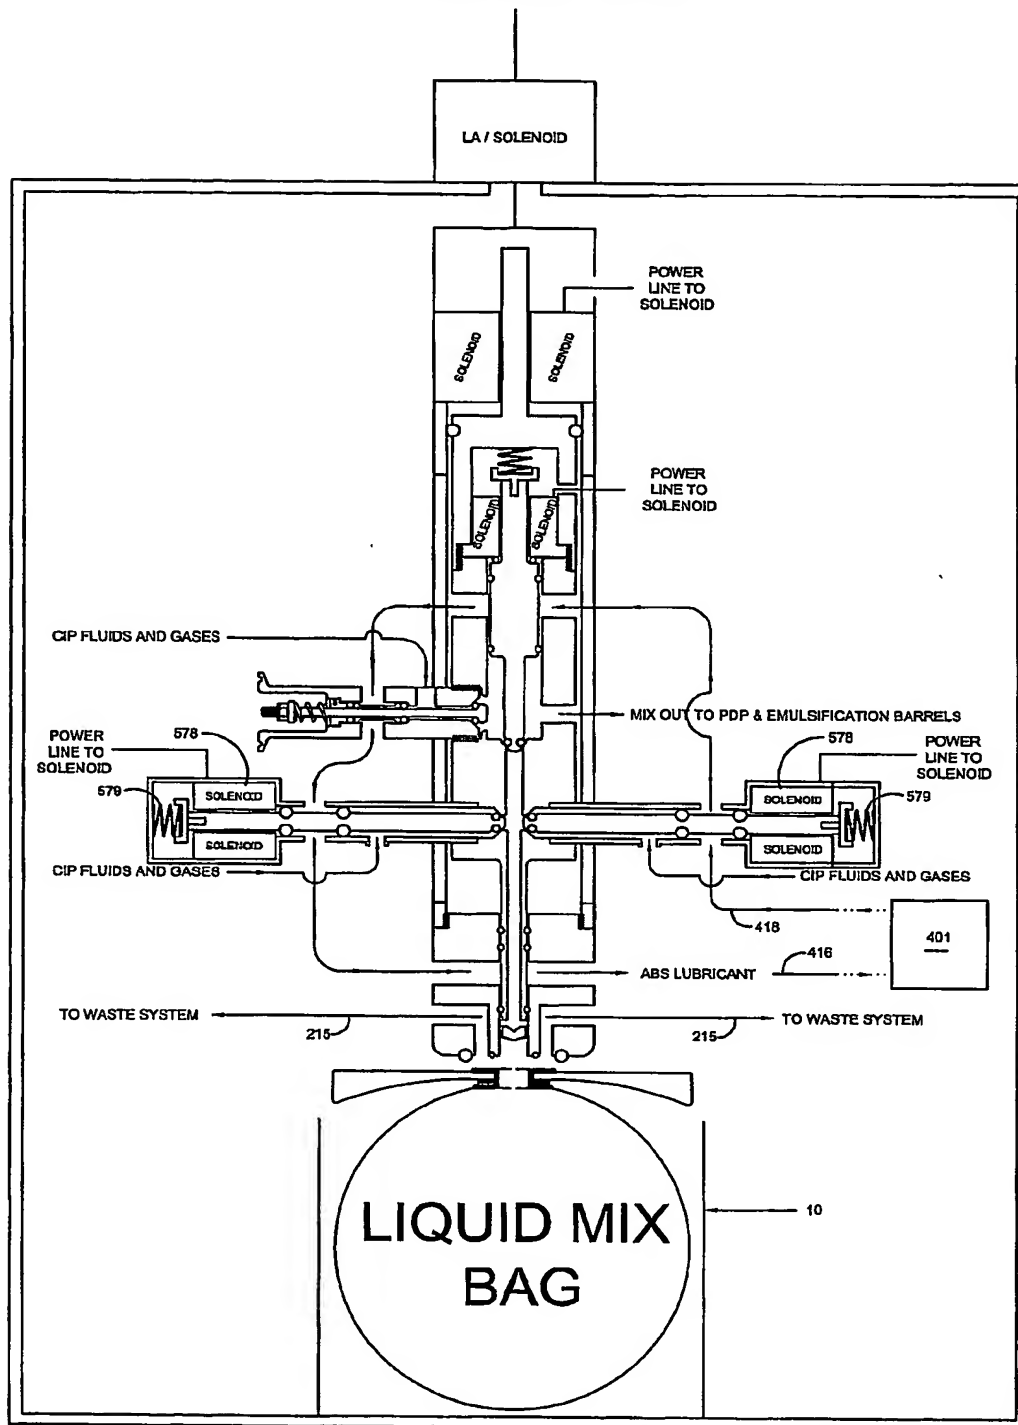 LA / SOLENOID
POWER
LINE TO
SOLENOID
SOLENOID
SOLENOID
POWER
LINE TO
SOLENOID
SOLENOID
SOLENOID
CIP FLUIDS AND GASES
MIX OUT TO PDP & EMULSIFICATION BARRELS
POWER
LINE TO
SOLENOID
578
579
SOLENOID
SOLENOID
578
POWER
LINE TO
SOLENOID
579
SOLENOID
SOLENOID
CIP FLUIDS AND GASES
CIP FLUIDS AND GASES
418
401
ABS LUBRICANT
416
TO WASTE SYSTEM
215
TO WASTE SYSTEM
215
10
LIQUID MIX
BAG